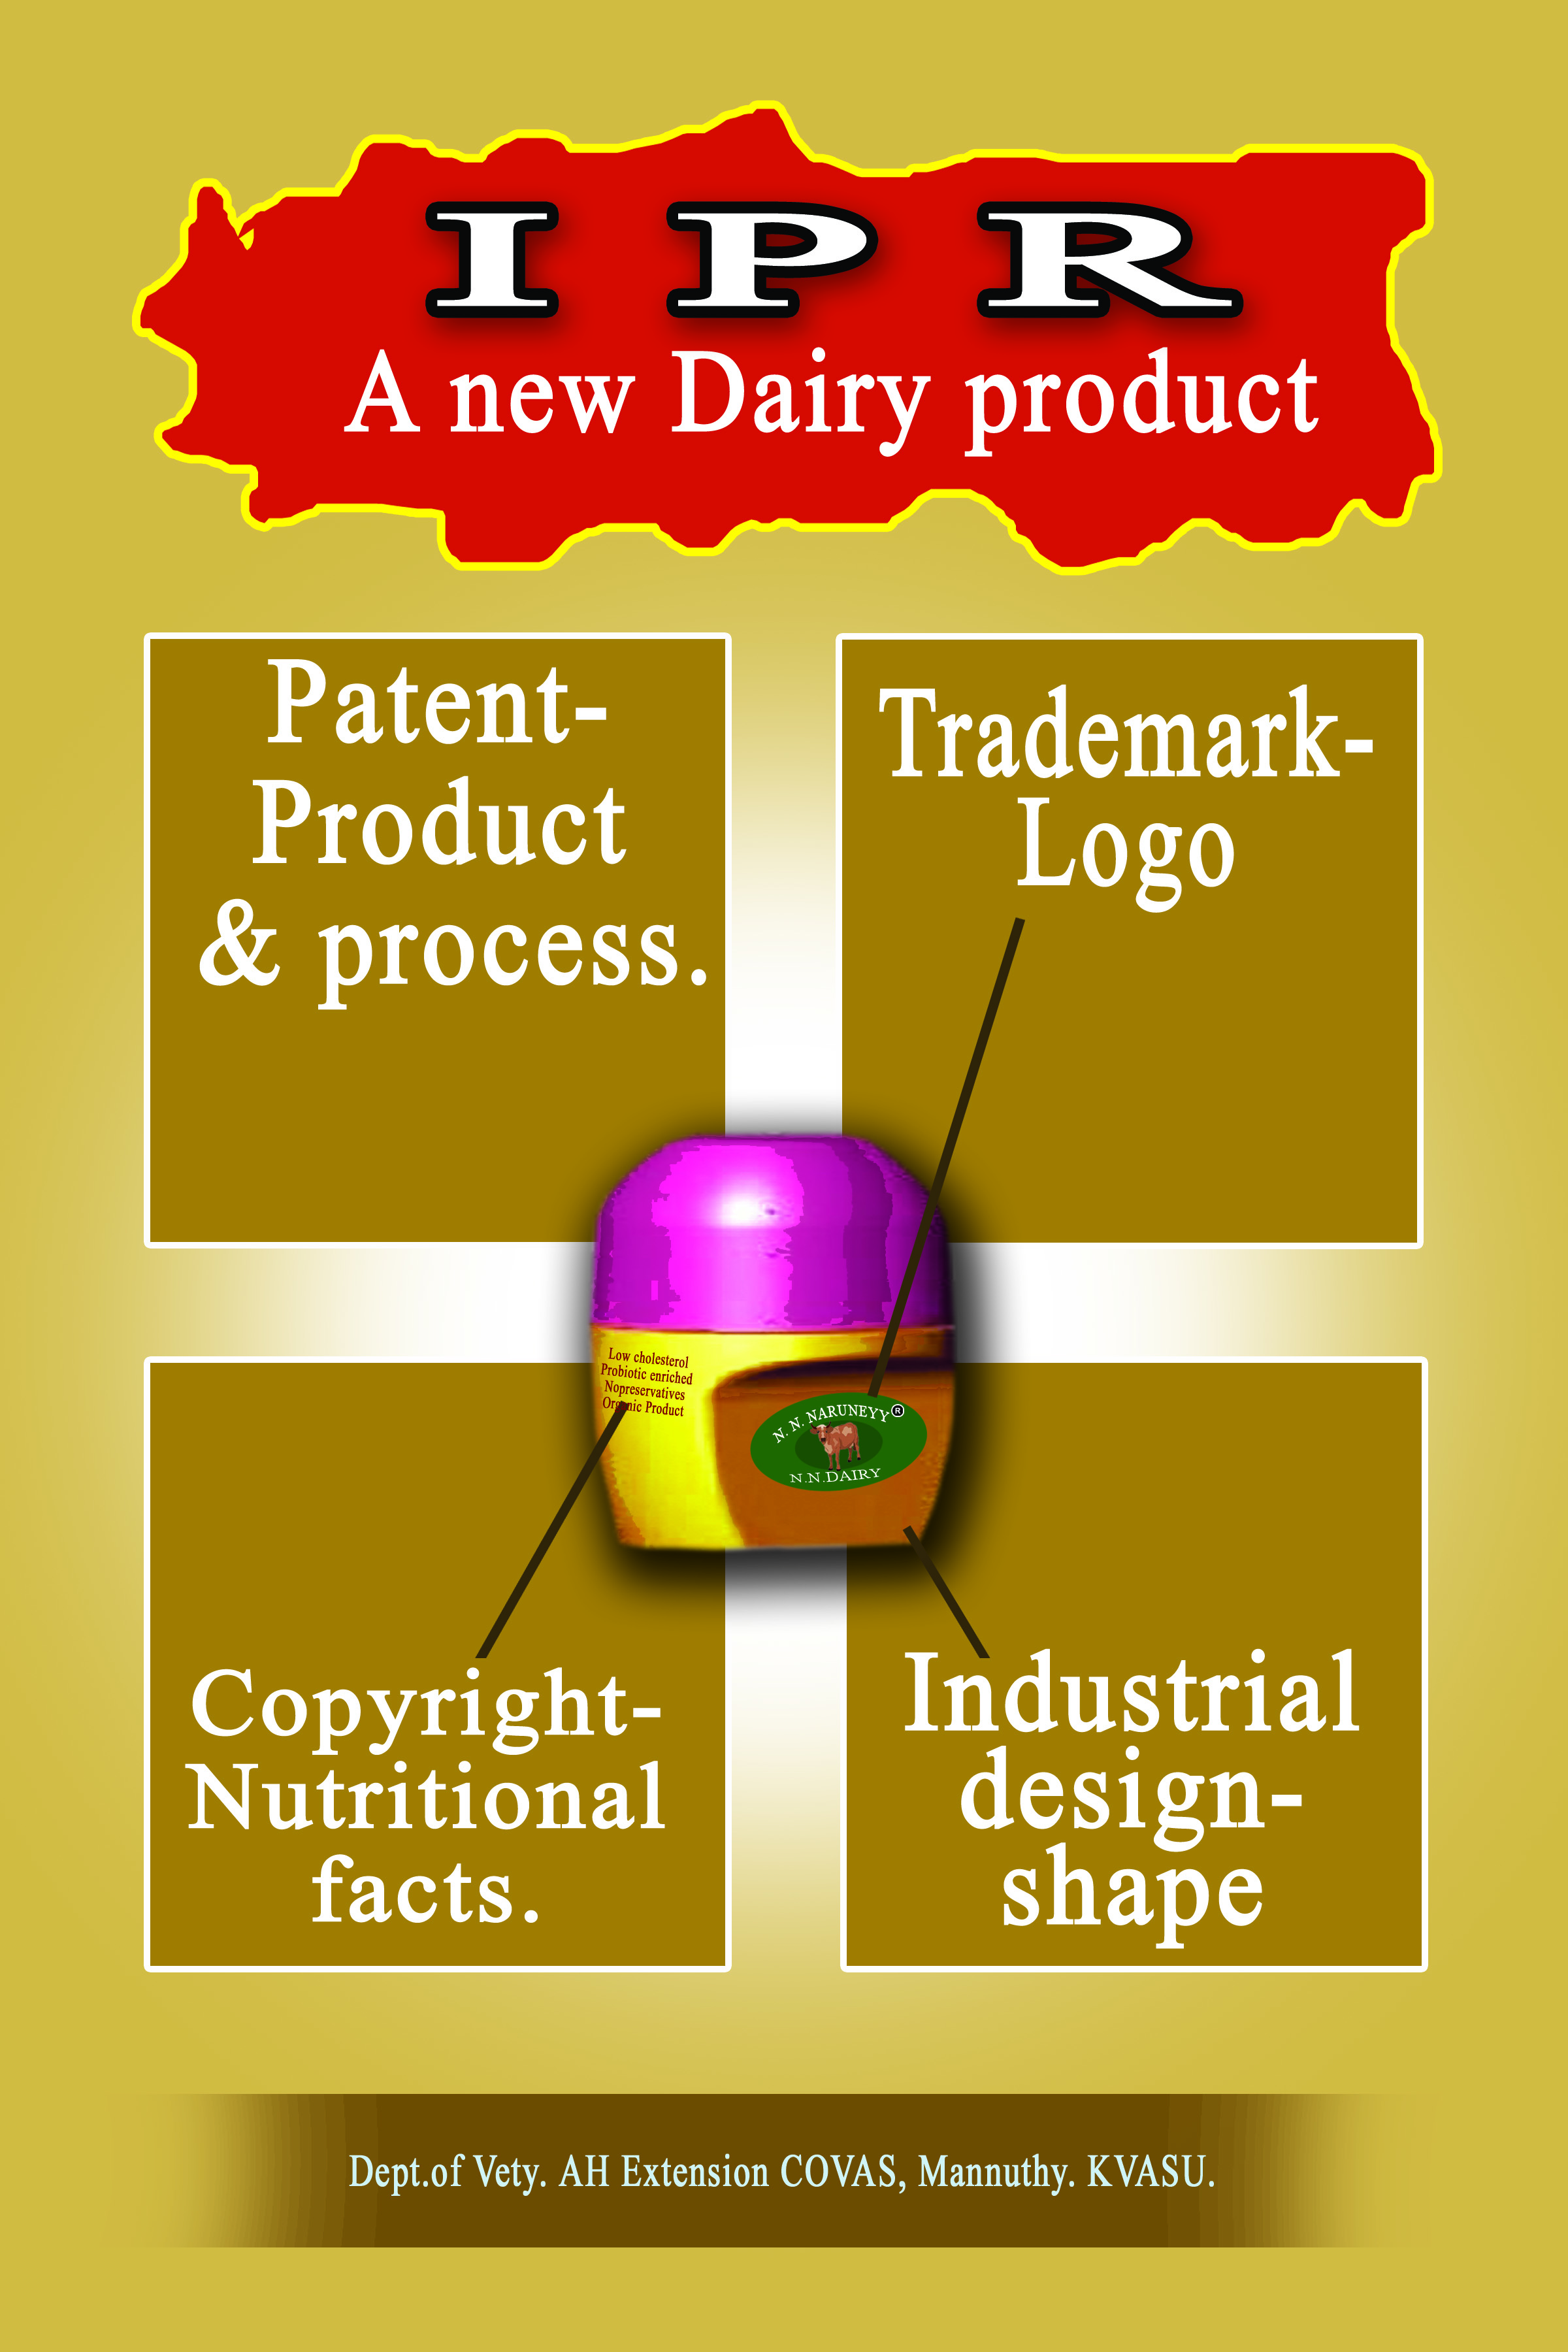 I P R
A new Dairy product
Patent-
Product
& process.
Trademark-
Logo
Low cholesterol
Probiotic enriched
Nopreservatives
Organic Product
N. N. NARUNEYY ®
N.N.DAIRY
Copyright-
Nutritional
facts.
Industrial
design-
shape
Dept.of Vety. AH Extension COVAS, Mannuthy. KVASU.